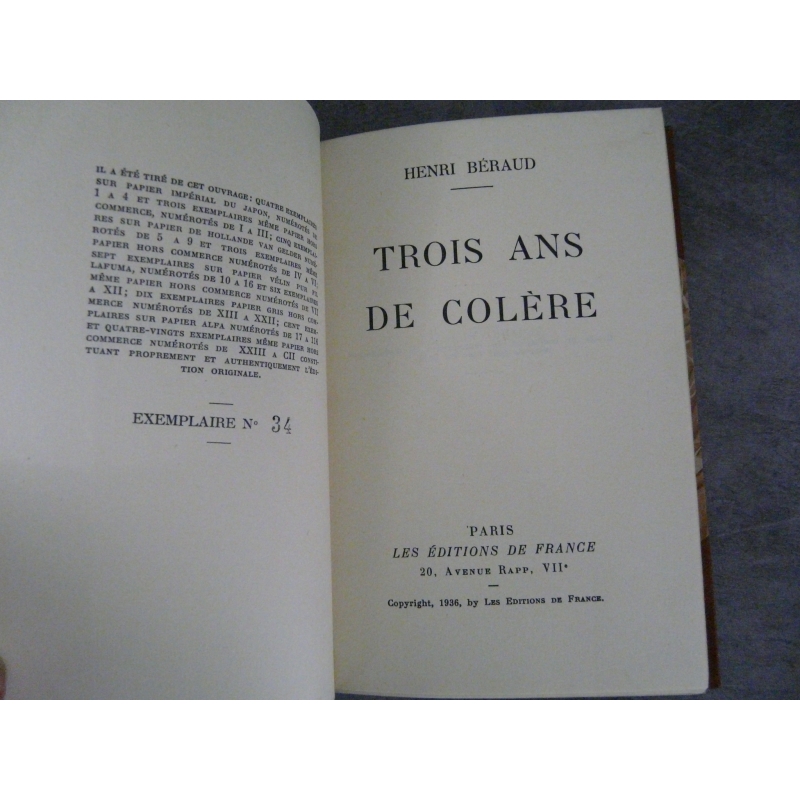 IL A ÉTÉ TIRÉ DE CET OUVRAGE : QUATRE EXEMPLAIRES
SUR PAPIER IMPÉRIAL DU JAPON, NUMÉROTÉS DE
1 A 4 ET TROIS EXEMPLAIRES MÊME PAPIER HORS
COMMERCE, NUMÉROTÉS DE I A III; CINQ EXEMPLAI-
RES SUR PAPIER DE HOLLANDE VAN GELDER NUMÉ-
ROTÉS DE 5 A 9 ET TROIS EXEMPLAIRES MÊME
PAPIER HORS COMMERCE NUMÉROTÉS DE IV A VI;
SEPT EXEMPLAIRES SUR PAPIER VÉLIN PUR FIL
LAFUMA, NUMÉROTÉS DE 10 A 16 ET SIX EXEMPLAIRES
MÊME PAPIER HORS COMMERCE NUMÉROTÉS DE VII
A XII; DIX EXEMPLAIRES PAPIER GRIS HORS COM-
MERCE NUMÉROTÉS DE XIII A XXII; CENT EXEM-
PLAIRES SUR PAPIER ALFA NUMÉROTÉS DE 17 A 116
ET QUATRE-VINGTS EXEMPLAIRES MÊME PAPIER HORS
COMMERCE NUMÉROTÉS DE XXIII A CII CONSTI-
TUANT PROPREMENT ET AUTHENTIQUEMENT L'ÉDI-
TION ORIGINALE.
EXEMPLAIRE N° 34
HENRI BÉRAUD
TROIS ANS
DE COLÈRE
PARIS
LES ÉDITIONS DE FRANCE
20, AVENUE RAPP, VIIe
Copyright, 1936, by LES EDITIONS DE FRANCE.